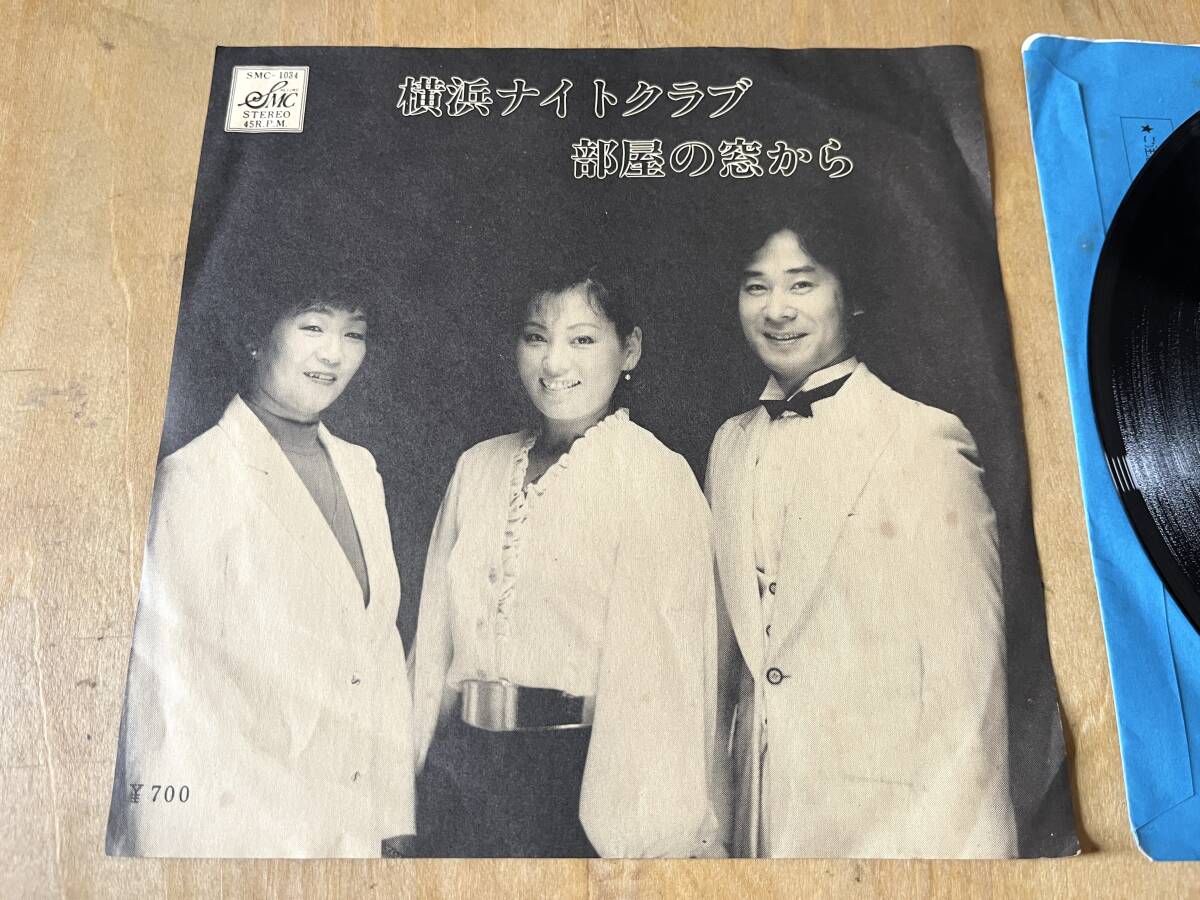 SMC-1034
SMC
STEREO
45R.P.M.
横浜ナイトクラブ
部屋の窓から
¥700